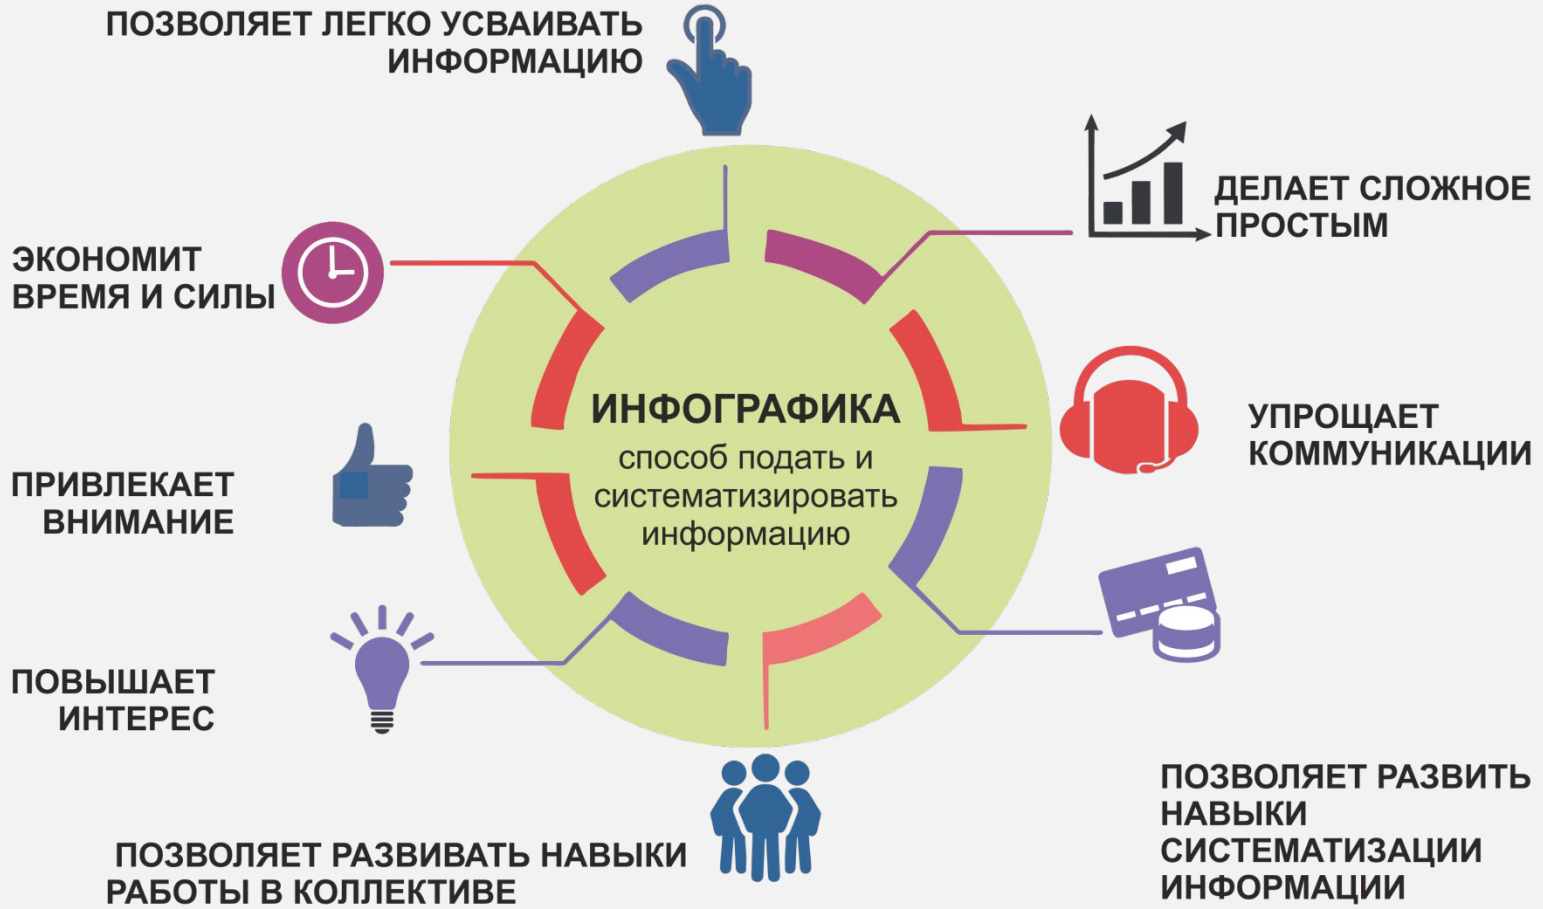 ПОЗВОЛЯЕТ ЛЕГКО УСВАИВАТЬ
ИНФОРМАЦИЮ
ДЕЛАЕТ СЛОЖНОЕ
ПРОСТЫМ
ЭКОНОМИТ
ВРЕМЯ И СИЛЫ
ИНФОГРАФИКА
способ подать и
систематизировать
информацию
УПРОЩАЕТ
КОММУНИКАЦИИ
ПРИВЛЕКАЕТ
ВНИМАНИЕ
ПОВЫШАЕТ
ИНТЕРЕС
ПОЗВОЛЯЕТ РАЗВИТЬ
НАВЫКИ
СИСТЕМАТИЗАЦИИ
ИНФОРМАЦИИ
ПОЗВОЛЯЕТ РАЗВИВАТЬ НАВЫКИ
РАБОТЫ В КОЛЛЕКТИВЕ